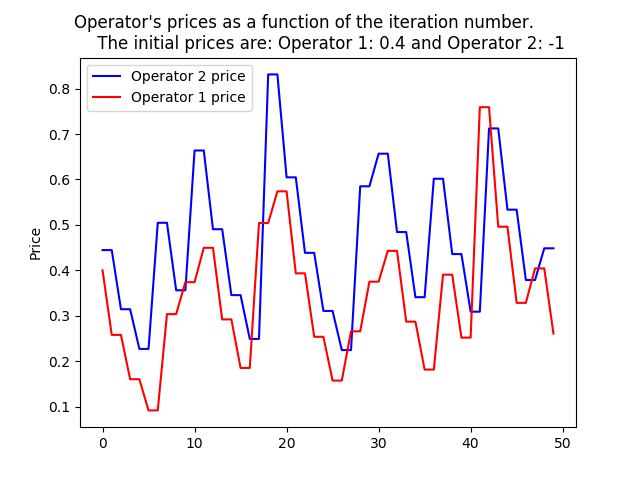 Operator's prices as a function of the iteration number.
The initial prices are: Operator 1: 0.4 and Operator 2: -1
Operator 2 price
Operator 1 price
Price
0.8
0.7
0.6
0.5
0.4
0.3
0.2
0.1
0 10 20 30 40 50